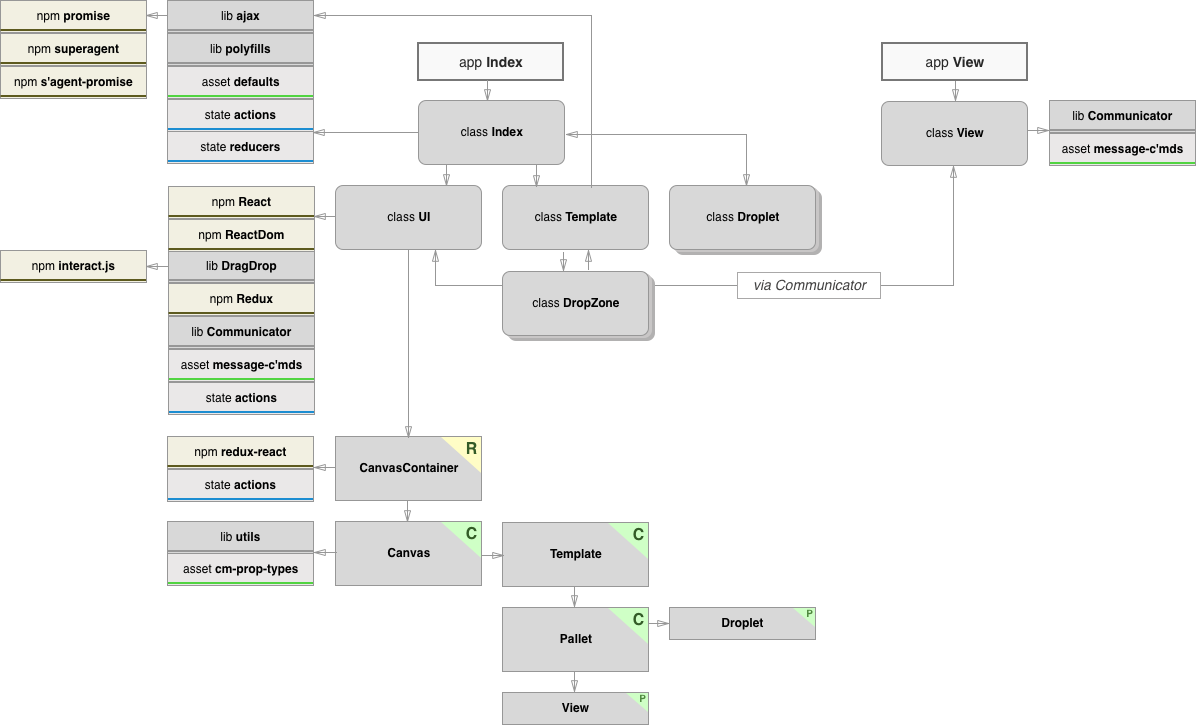 npm promise
npm superagent
npm s'agent-promise
lib ajax
lib polyfills
asset defaults
state actions
state reducers
app Index
class Index
app View
class View
lib Communicator
asset message-c'mds
npm React
npm ReactDom
lib DragDrop
npm Redux
lib Communicator
asset message-c'mds
state actions
npm interact.js
class UI
class Template
class Droplet
class DropZone
via Communicator
npm redux-react
state actions
CanvasContainer
R
lib utils
asset cm-prop-types
Canvas
C
Template
C
Pallet
C
Droplet
P
View
P